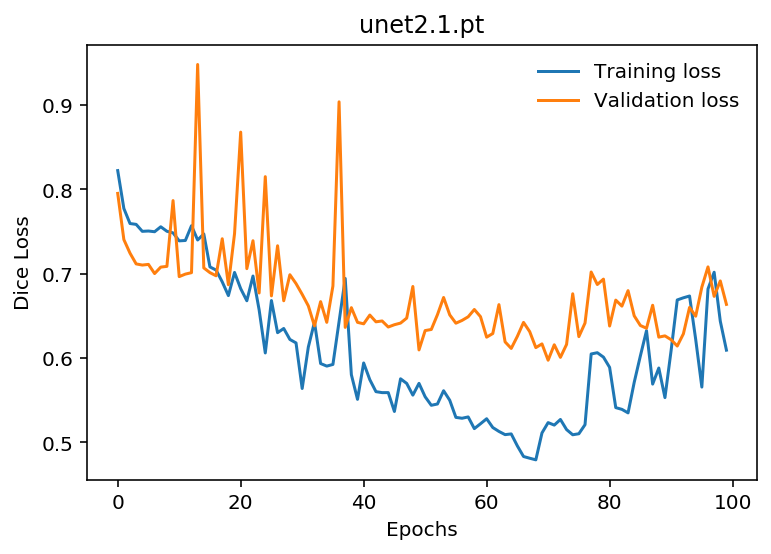 unet2.1.pt
Training loss
Validation loss
0.9
0.8
0.7
0.6
0.5
Dice Loss
0 20 40 60 80 100
Epochs